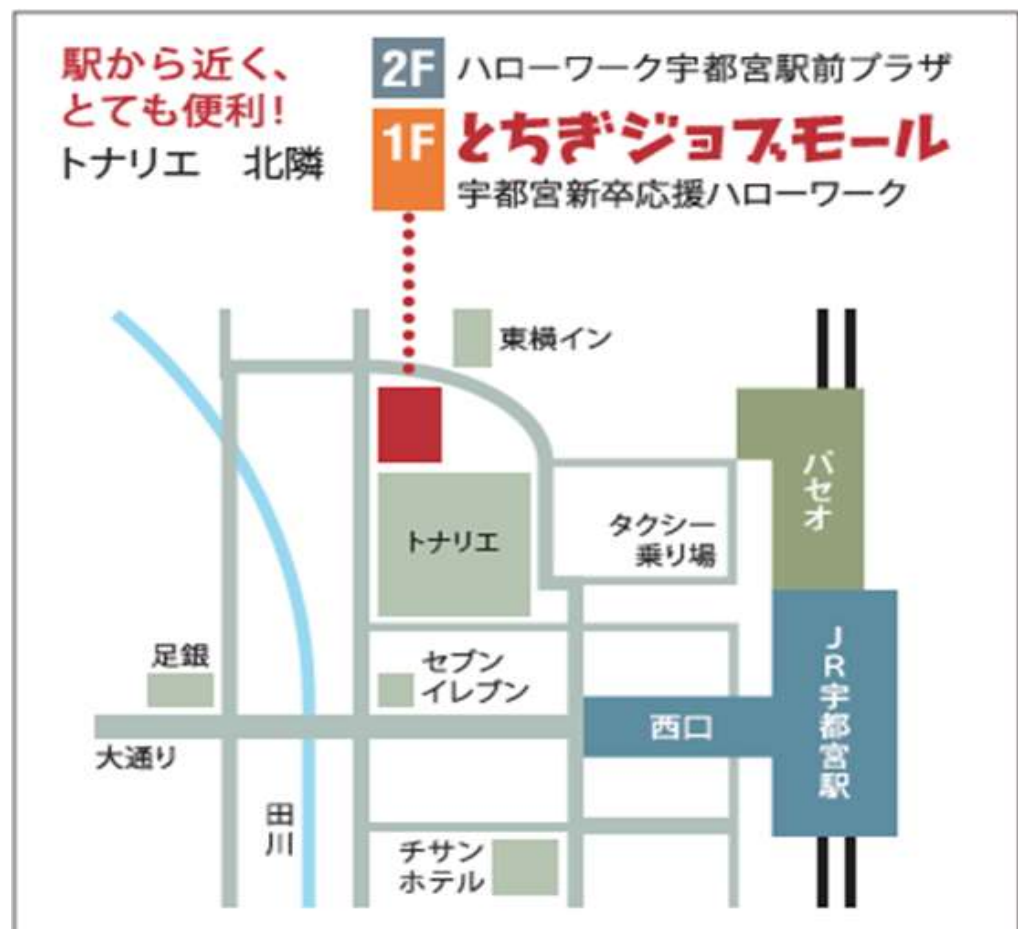 駅から近く、
とても便利!
トナリエ 北隣
2F ハローワーク宇都宮駅前プラザ
1F とちぎジョブモール
宇都宮新卒応援ハローワーク
東横イン
パセオ
トナリエ
タクシー
乗り場
足銀
セブン
イレブン
JR宇都宮駅
西口
大通り
田川
チサン
ホテル